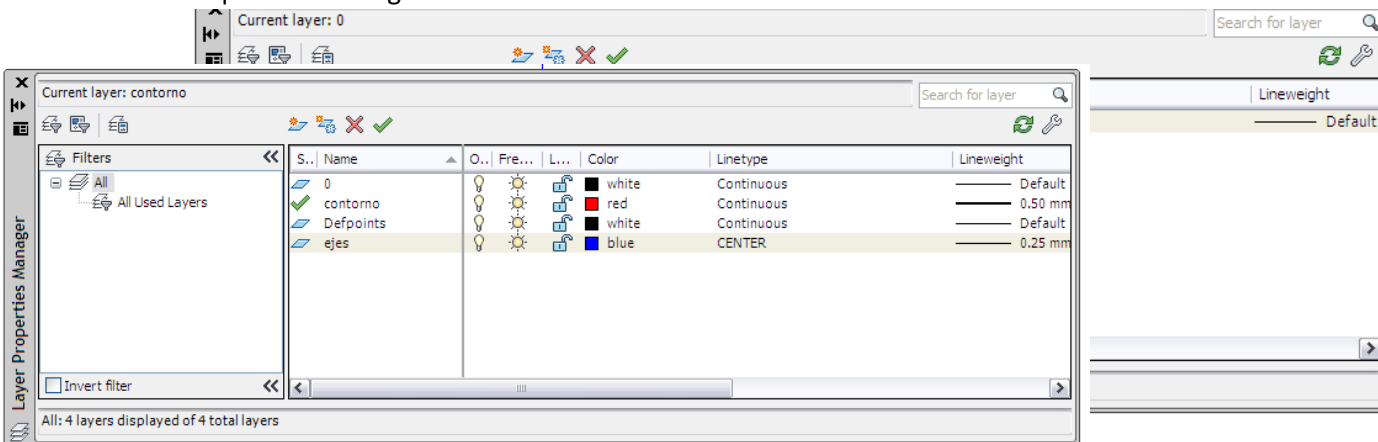 Current layer: 0
Search for layer
Lineweight
Default
Current layer: contorno
Search for layer
Filters
All
All Used Layers
S.. Name O.. Fre... L... Color Linetype Lineweight
0 white Continuous Default
contorno red Continuous 0.50 mm
Defpoints white Continuous Default
ejes blue CENTER 0.25 mm
Invert filter
All: 4 layers displayed of 4 total layers
Layer Properties Manager